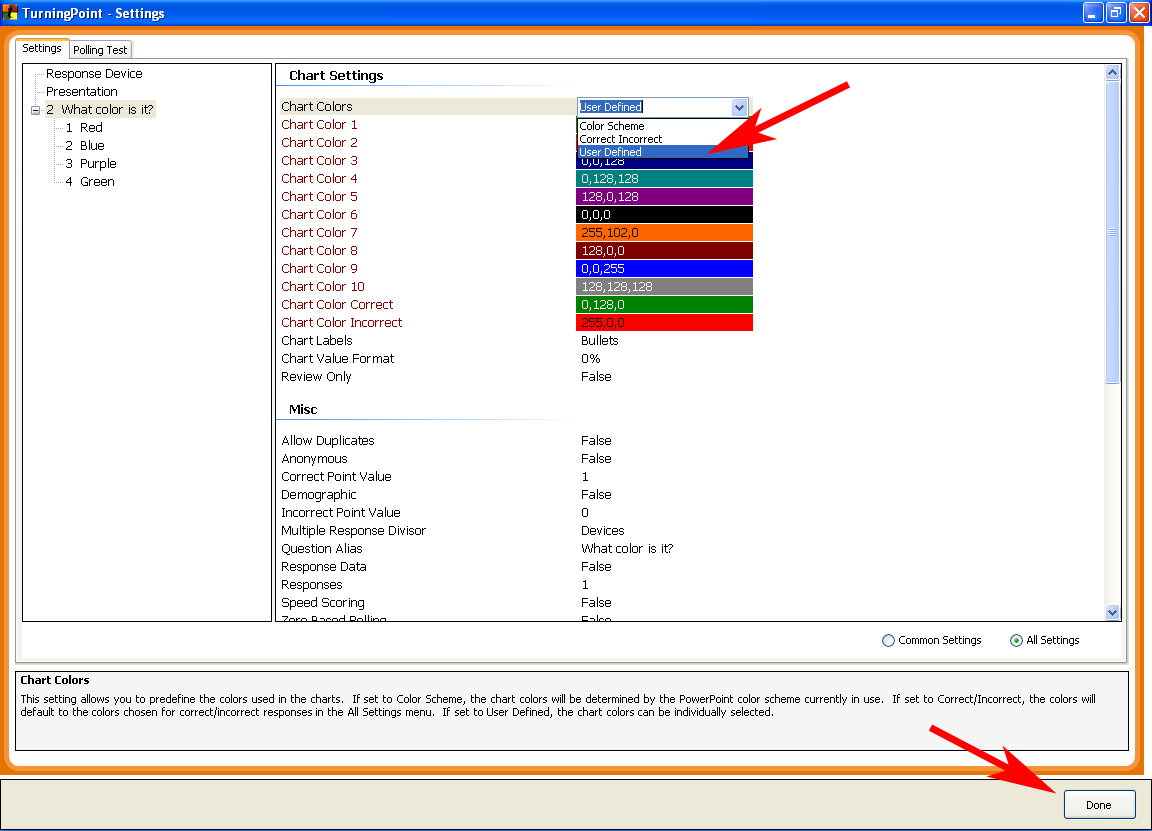 TurningPoint - Settings
Settings
Polling Test
Response Device
Presentation
2 What color is it?
1 Red
2 Blue
3 Purple
4 Green
Chart Settings
Chart Colors User Defined
Color Scheme
Correct Incorrect
User Defined
Chart Color 1
Chart Color 2
Chart Color 3 0,0,128
Chart Color 4 0,128,128
Chart Color 5 128,0,128
Chart Color 6 0,0,0
Chart Color 7 255,102,0
Chart Color 8 128,0,0
Chart Color 9 0,0,255
Chart Color 10 128,128,128
Chart Color Correct 0,128,0
Chart Color Incorrect 255,0,0
Chart Labels Bullets
Chart Value Format 0%
Review Only False
Misc
Allow Duplicates False
Anonymous False
Correct Point Value 1
Demographic False
Incorrect Point Value 0
Multiple Response Divisor Devices
Question Alias What color is it?
Response Data False
Responses 1
Speed Scoring False
Zero Based Polling False
Common Settings
All Settings
Chart Colors
This setting allows you to predefine the colors used in the charts.  If set to Color Scheme, the chart colors will be determined by the PowerPoint color scheme currently in use.  If set to Correct/Incorrect, the colors will
default to the colors chosen for correct/incorrect responses in the All Settings menu.  If set to User Defined, the chart colors can be individually selected.
Done